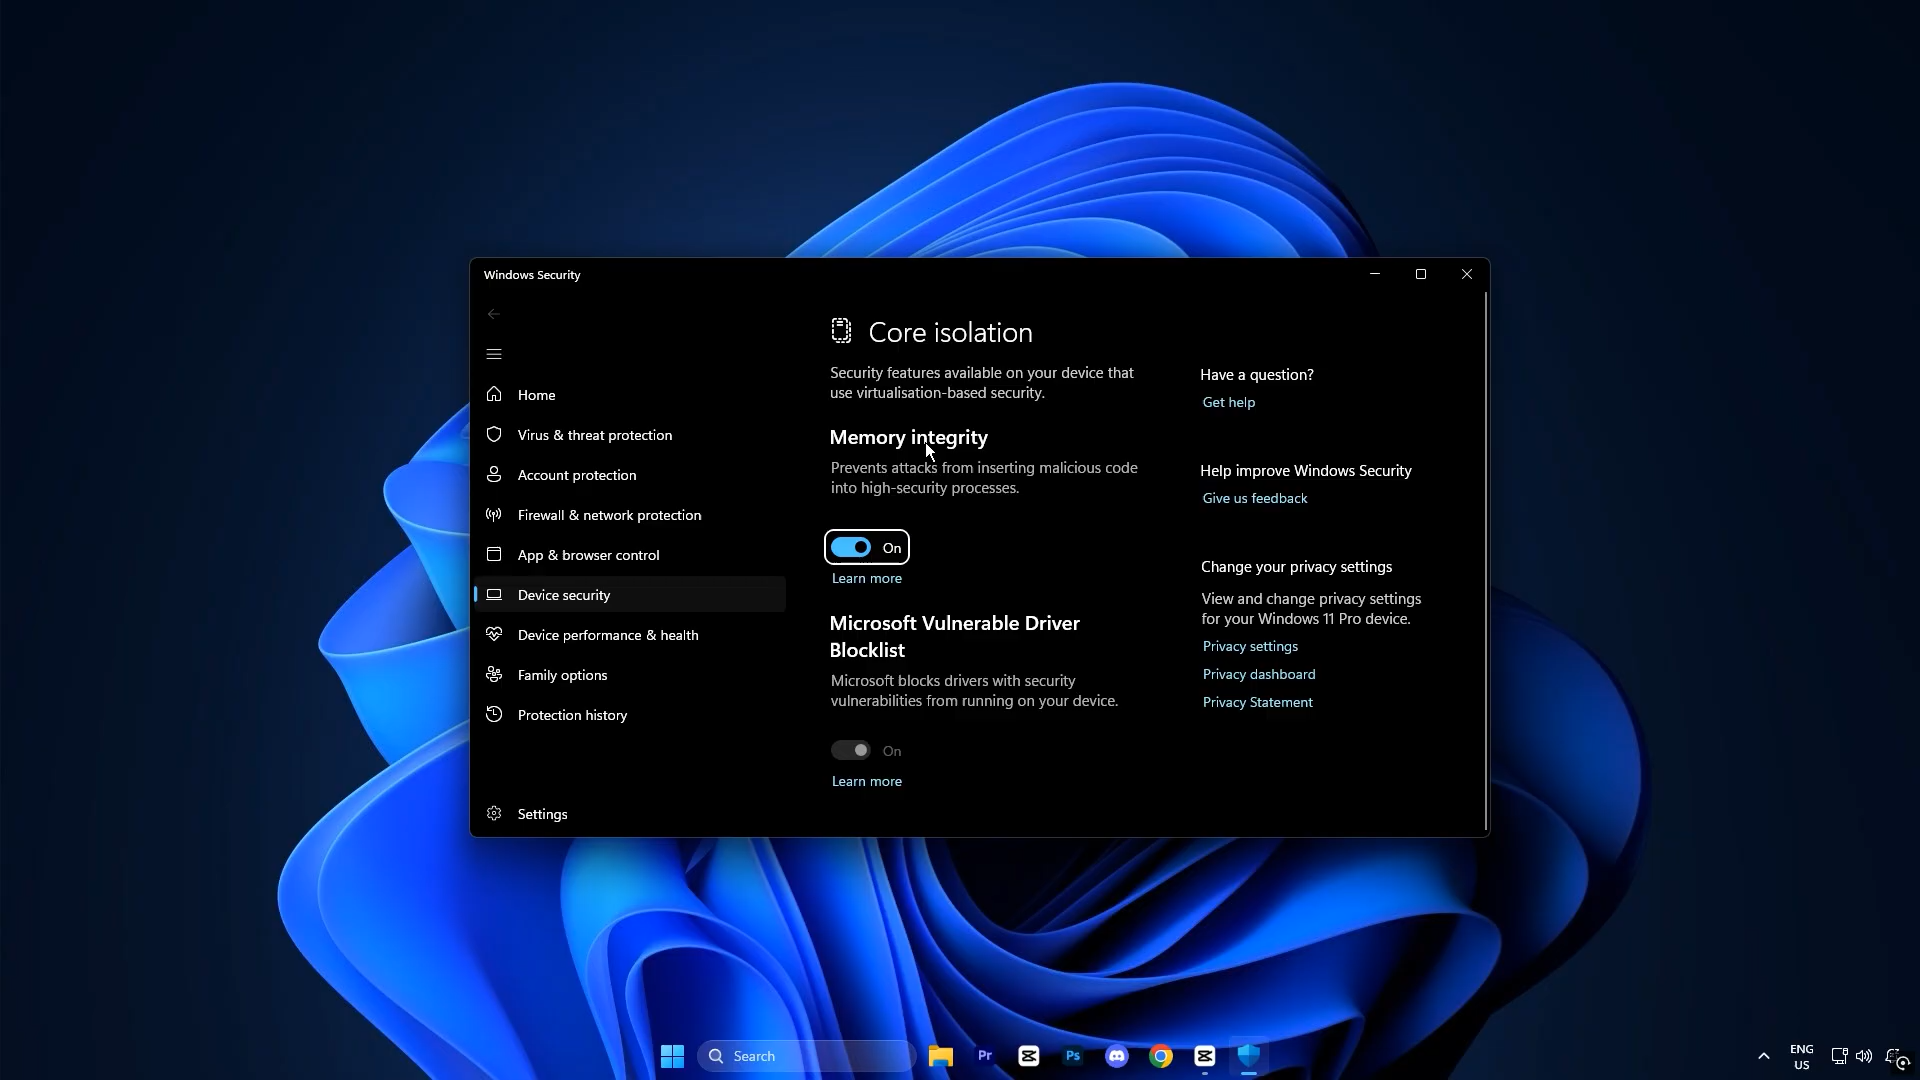 Windows Security
Home
Virus & threat protection
Account protection
Firewall & network protection
App & browser control
Device security
Device performance & health
Family options
Protection history
Settings
Core isolation
Security features available on your device that
use virtualisation-based security.
Memory integrity
Prevents attacks from inserting malicious code
into high-security processes.
On
Learn more
Microsoft Vulnerable Driver
Blocklist
Microsoft blocks drivers with security
vulnerabilities from running on your device.
On
Learn more
Have a question?
Get help
Help improve Windows Security
Give us feedback
Change your privacy settings
View and change privacy settings
for your Windows 11 Pro device.
Privacy settings
Privacy dashboard
Privacy Statement
Search
Pr
Ps
ENG
US